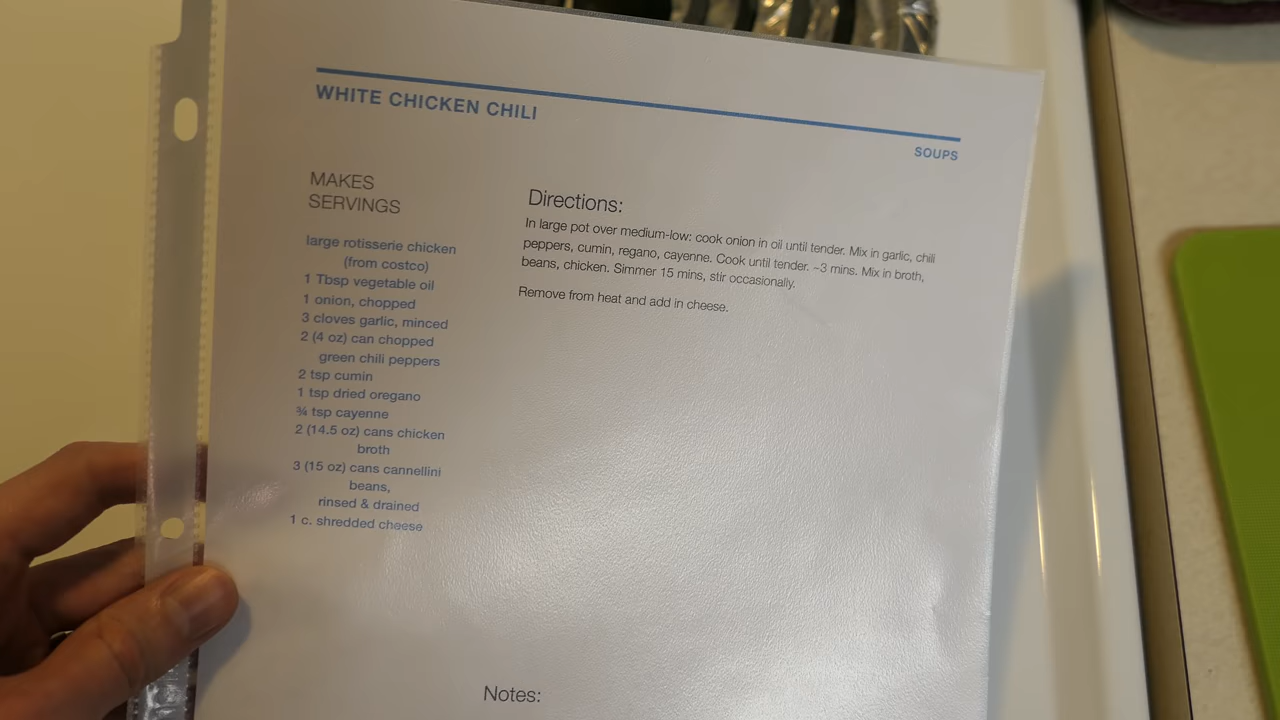 WHITE CHICKEN CHILI
SOUPS
MAKES
SERVINGS
large rotisserie chicken
(from costco)
1 Tbsp vegetable oil
1 onion, chopped
3 cloves garlic, minced
2 (4 oz) can chopped
green chili peppers
2 tsp cumin
1 tsp dried oregano
¾ tsp cayenne
2 (14.5 oz) cans chicken
broth
3 (15 oz) cans cannellini
beans,
rinsed & drained
1 c. shredded cheese
Directions:
In large pot over medium-low: cook onion in oil until tender. Mix in garlic, chili
peppers, cumin, regano, cayenne. Cook until tender. ~3 mins. Mix in broth,
beans, chicken. Simmer 15 mins, stir occasionally.
Remove from heat and add in cheese.
Notes: